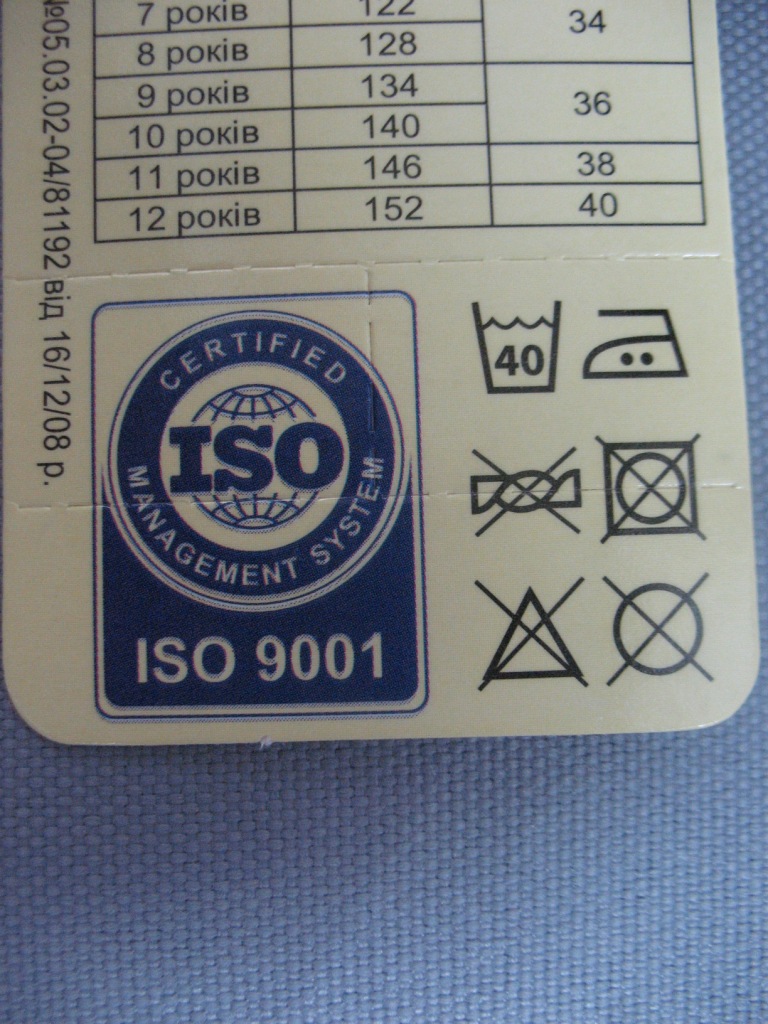 7 років 122 34
8 років 128
9 років 134 36
10 років 140
11 років 146 38
12 років 152 40
№05.03.02-04/81192 від 16/12/08 р.
CERTIFIED
ISO
MANAGEMENT SYSTEM
ISO 9001
40